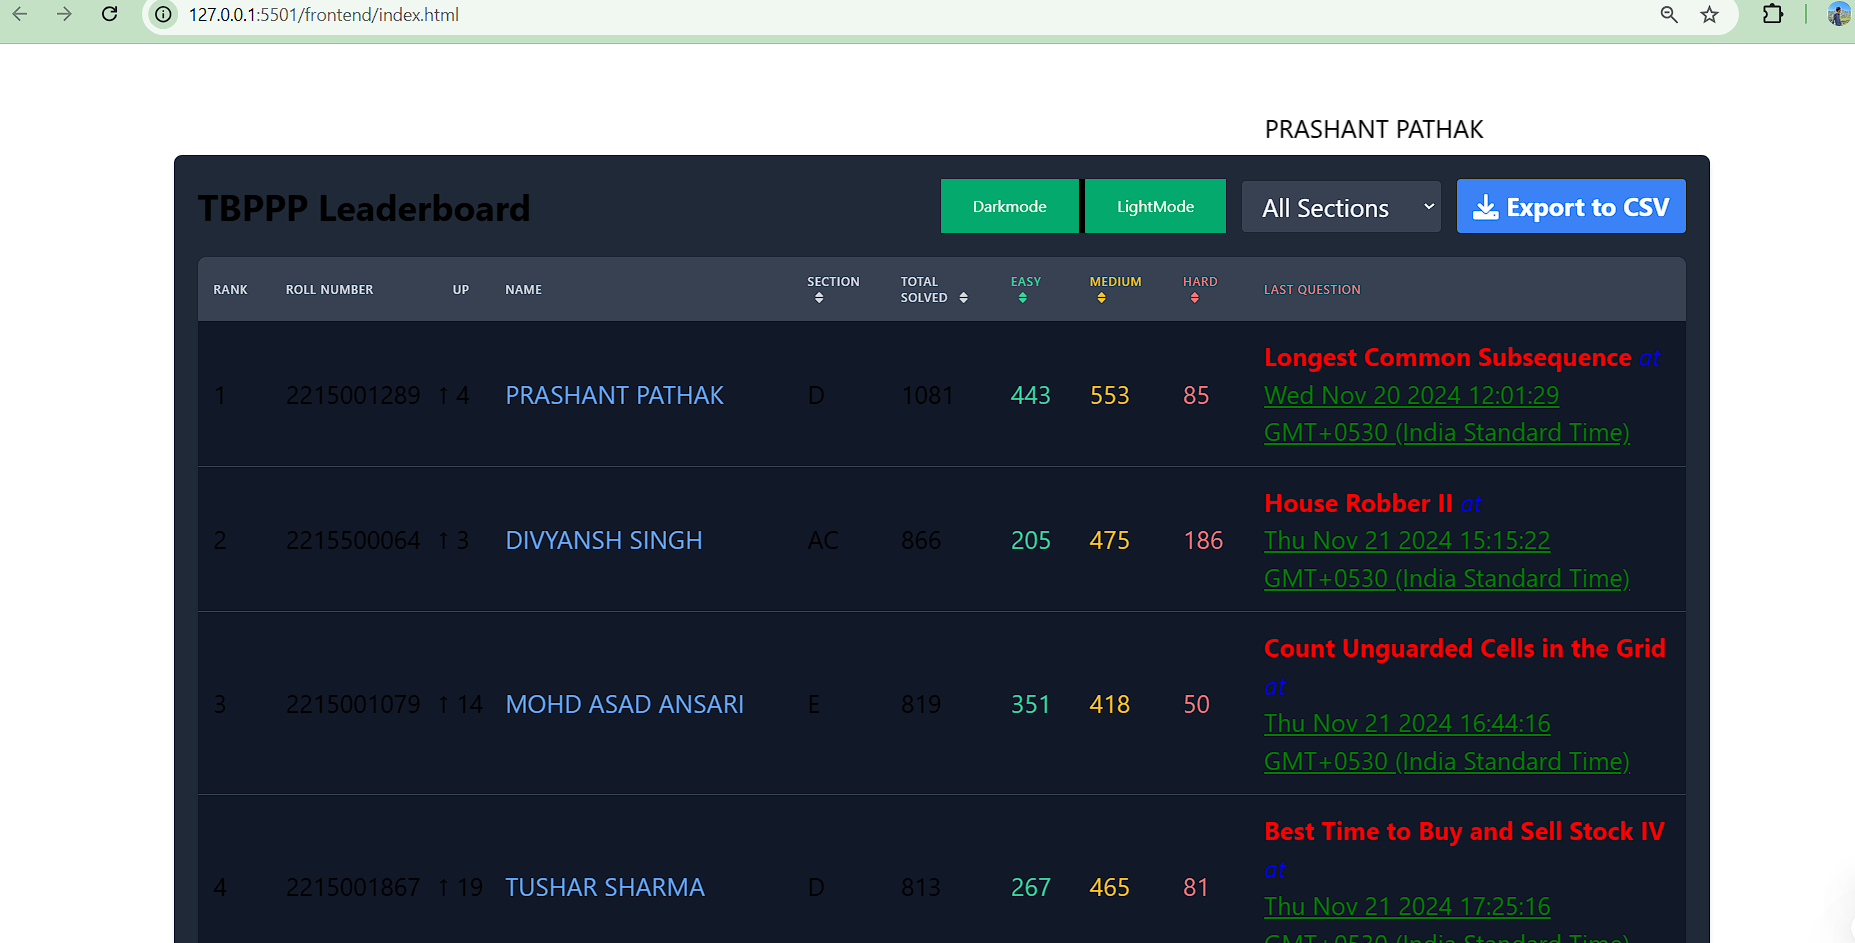 127.0.0.1:5501/frontend/index.html
PRASHANT PATHAK
TBPPP Leaderboard
Darkmode
LightMode
All Sections
Export to CSV
RANK ROLL NUMBER UP NAME SECTION TOTAL SOLVED EASY MEDIUM HARD LAST QUESTION
1 2215001289 ↑ 4 PRASHANT PATHAK D 1081 443 553 85
Longest Common Subsequence at
Wed Nov 20 2024 12:01:29
GMT+0530 (India Standard Time)
2 2215500064 ↑ 3 DIVYANSH SINGH AC 866 205 475 186
House Robber II at
Thu Nov 21 2024 15:15:22
GMT+0530 (India Standard Time)
3 2215001079 ↑ 14 MOHD ASAD ANSARI E 819 351 418 50
Count Unguarded Cells in the Grid
at
Thu Nov 21 2024 16:44:16
GMT+0530 (India Standard Time)
4 2215001867 ↑ 19 TUSHAR SHARMA D 813 267 465 81
Best Time to Buy and Sell Stock IV
at
Thu Nov 21 2024 17:25:16
GMT+0530 (India Standard Time)